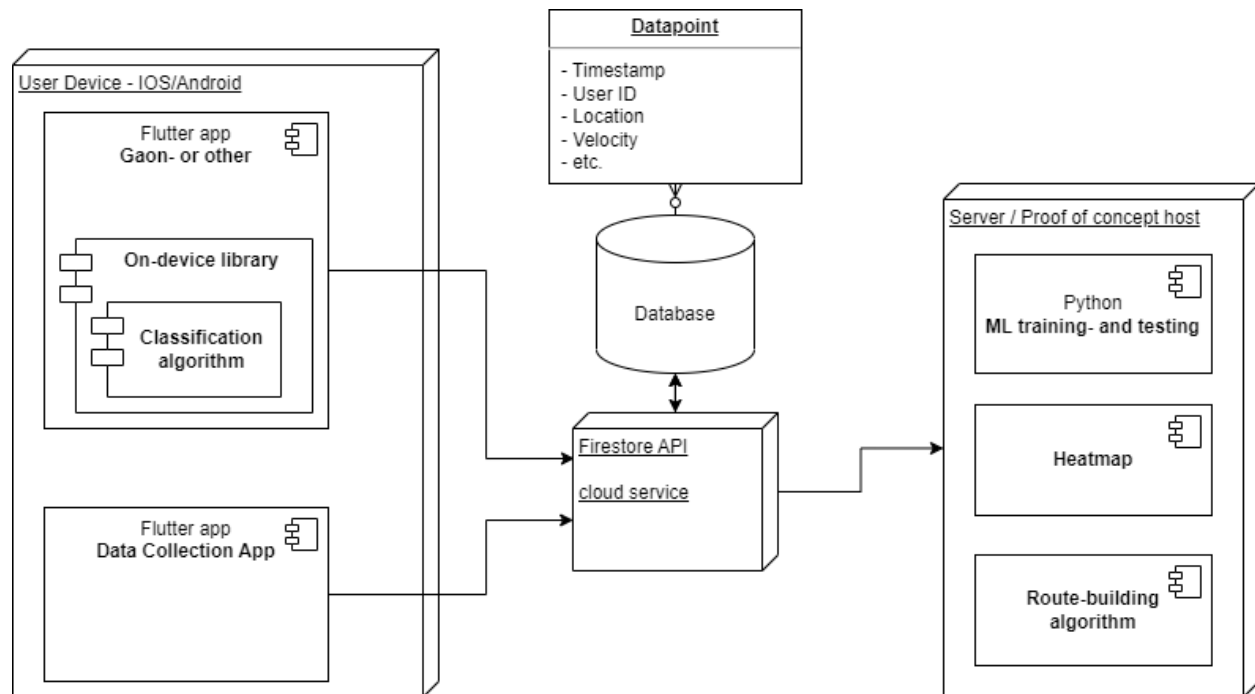 User Device - IOS/Android
Flutter app
Gaon- or other
On-device library
Classification
algorithm
Flutter app
Data Collection App
Datapoint
- Timestamp
- User ID
- Location
- Velocity
- etc.
Database
Firestore API
cloud service
Server / Proof of concept host
Python
ML training- and testing
Heatmap
Route-building
algorithm